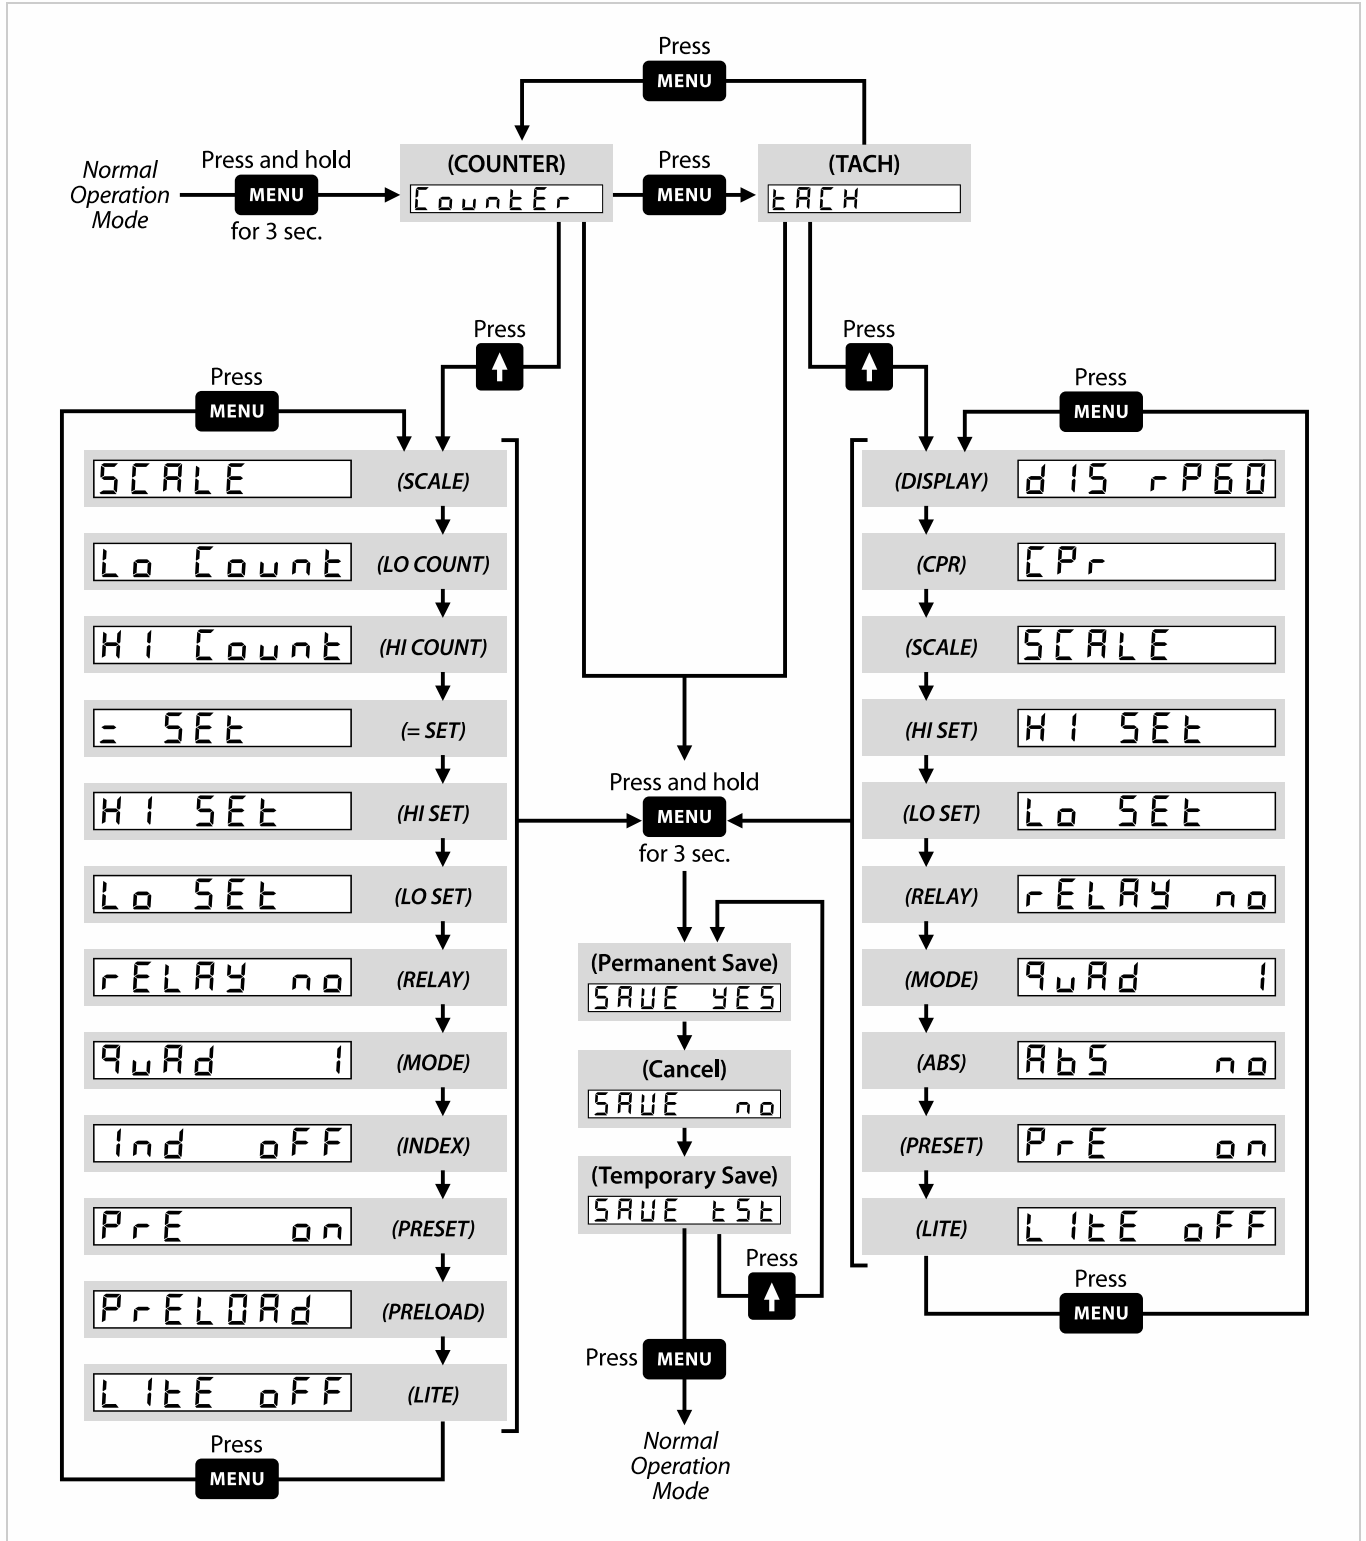 Press
MENU
Normal
Operation
Mode
Press and hold
MENU
for 3 sec.
(COUNTER)
CountEr
Press
MENU
(TACH)
tACH
Press
Press
Press
MENU
SCALE (SCALE)
Lo Count (LO COUNT)
HI Count (HI COUNT)
= SEt (= SET)
HI SEt (HI SET)
Lo SEt (LO SET)
rELAY no (RELAY)
quAd 1 (MODE)
Ind oFF (INDEX)
PrE on (PRESET)
PrELOAd (PRELOAD)
LItE oFF (LITE)
Press
MENU
Press and hold
MENU
for 3 sec.
(Permanent Save)
SAVE YES
(Cancel)
SAVE no
(Temporary Save)
SAVE tSt
Press
Press MENU
Normal
Operation
Mode
Press
MENU
(DISPLAY) dIS rP60
(CPR) CPr
(SCALE) SCALE
(HI SET) HI SEt
(LO SET) Lo SEt
(RELAY) rELAY no
(MODE) quAd 1
(ABS) AbS no
(PRESET) PrE on
(LITE) LItE oFF
Press
MENU